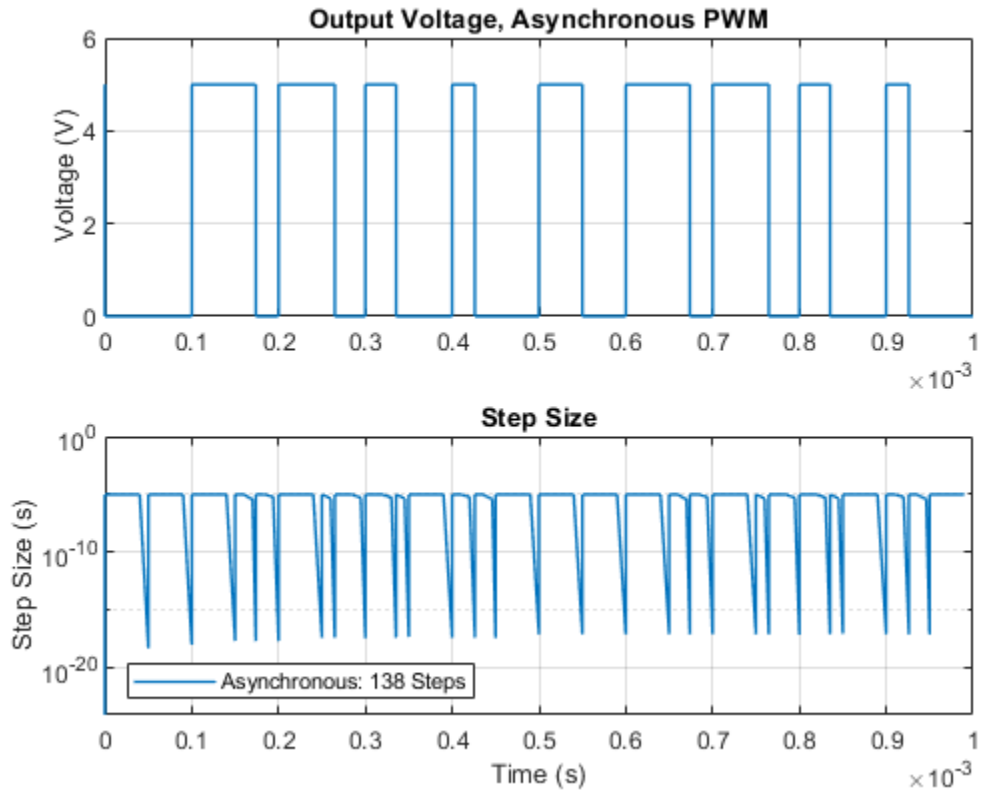 Output Voltage, Asynchronous PWM
Voltage (V)
6
4
2
0
0 0.1 0.2 0.3 0.4 0.5 0.6 0.7 0.8 0.9 1
×10-3
Step Size
Step Size (s)
100
10-10
10-20
Asynchronous: 138 Steps
0 0.1 0.2 0.3 0.4 0.5 0.6 0.7 0.8 0.9 1
Time (s)
×10-3